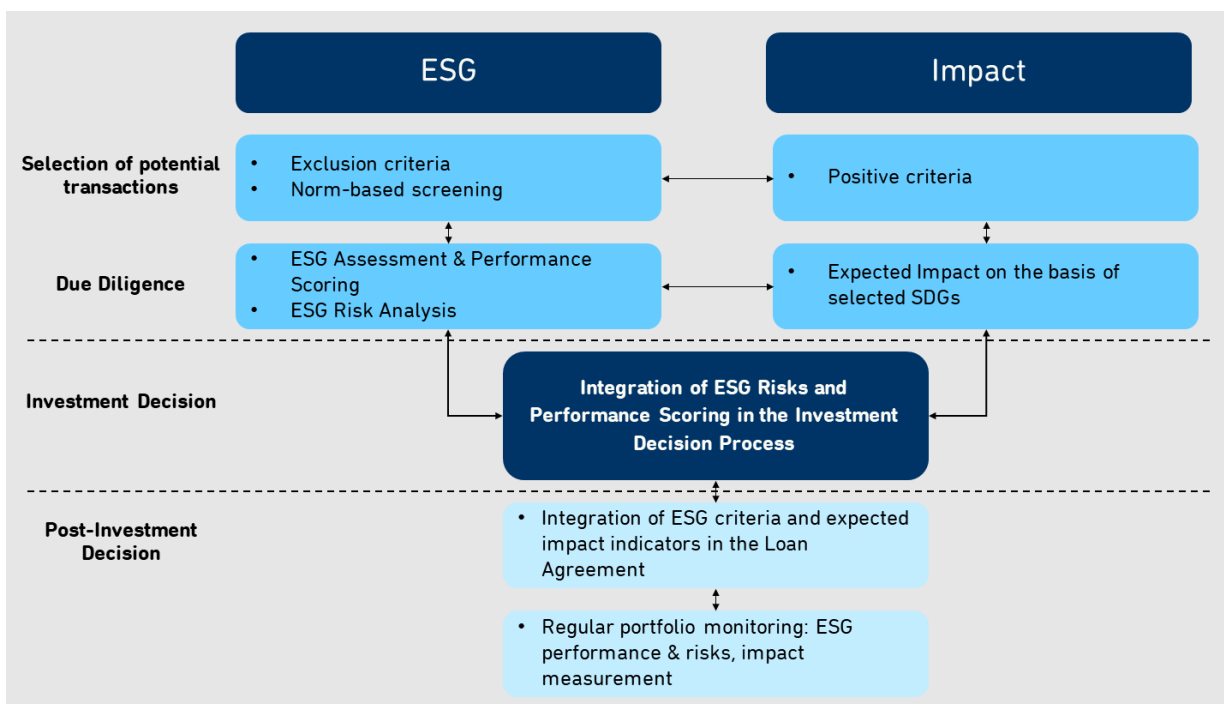 ESG
Impact
Selection of potential
transactions
• Exclusion criteria
• Norm-based screening
• Positive criteria
Due Diligence
• ESG Assessment & Performance
Scoring
• ESG Risk Analysis
• Expected Impact on the basis of
selected SDGs
Investment Decision
Integration of ESG Risks and
Performance Scoring in the Investment
Decision Process
Post-Investment
Decision
• Integration of ESG criteria and expected
impact indicators in the Loan
Agreement
• Regular portfolio monitoring: ESG
performance & risks, impact
measurement